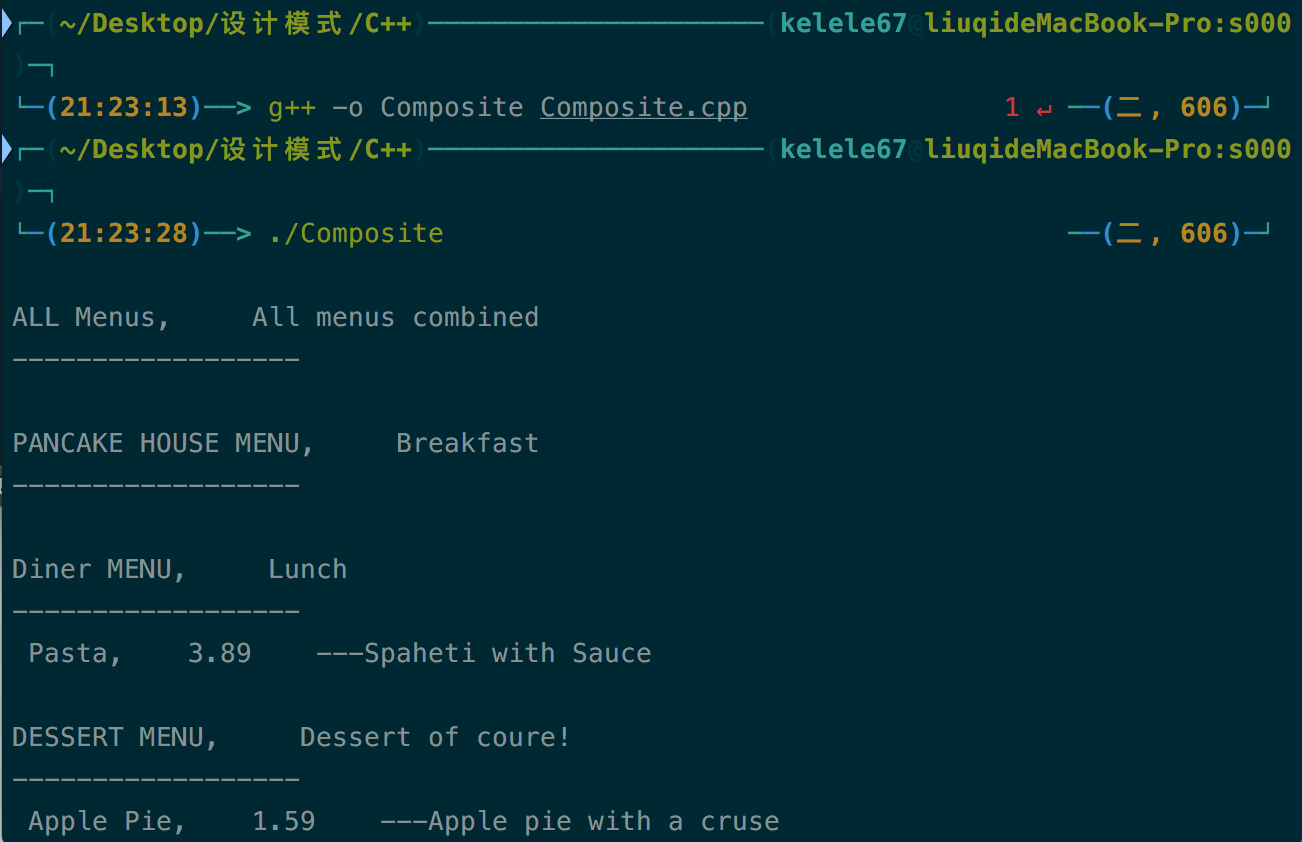 ┌─(~/Desktop/设计模式/C++)─────────────────────(kelele67@liuqideMacBook-Pro:s000
)─┐
└─(21:23:13)──> g++ -o Composite Composite.cpp 1 ↵ ──(二, 606)─┘
┌─(~/Desktop/设计模式/C++)─────────────────────(kelele67@liuqideMacBook-Pro:s000
)─┐
└─(21:23:28)──> ./Composite ──(二, 606)─┘
ALL Menus,     All menus combined
------------------
PANCAKE HOUSE MENU,     Breakfast
------------------
Diner MENU,     Lunch
------------------
 Pasta,    3.89    ---Spaheti with Sauce
DESSERT MENU,     Dessert of coure!
------------------
 Apple Pie,    1.59    ---Apple pie with a cruse